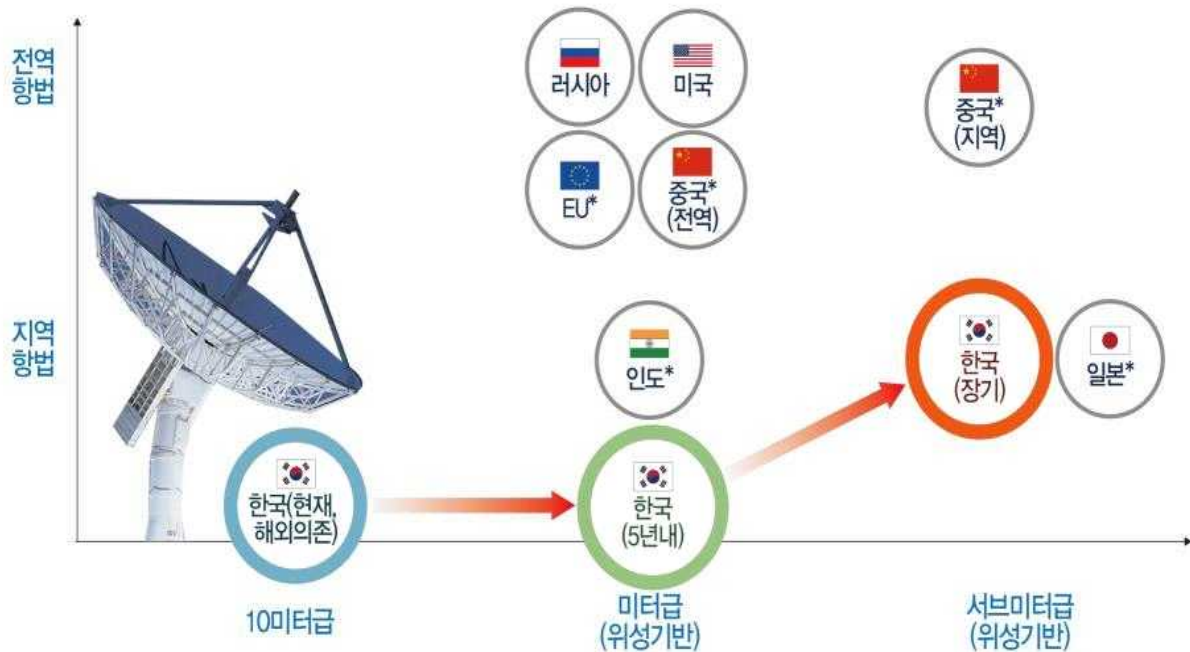 전역
항법
러시아
미국
중국*
(지역)
EU*
중국*
(전역)
지역
항법
인도*
한국
(장기)
일본*
한국(현재,
해외의존)
한국
(5년내)
10미터급
미터급
(위성기반)
서브미터급
(위성기반)